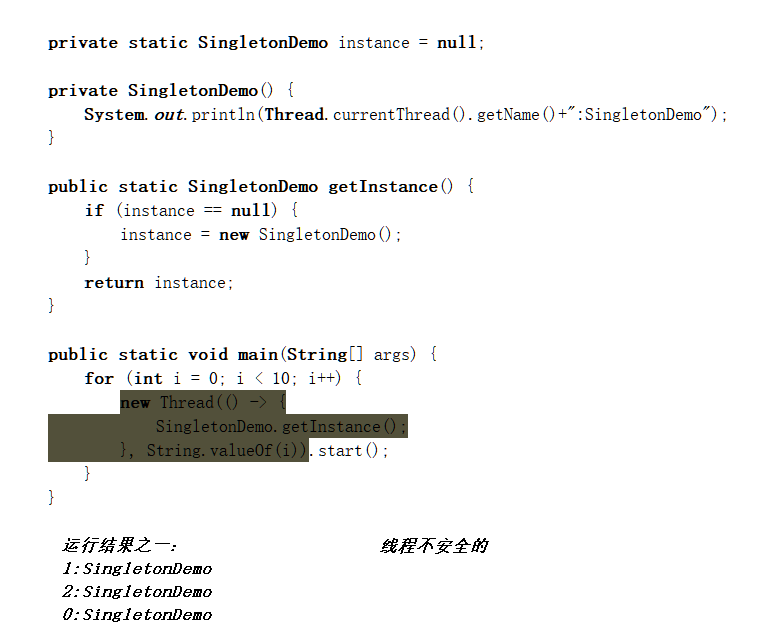 private static SingletonDemo instance = null;
private SingletonDemo() {
System.out.println(Thread.currentThread().getName()+":SingletonDemo");
}
public static SingletonDemo getInstance() {
if (instance == null) {
instance = new SingletonDemo();
}
return instance;
}
public static void main(String[] args) {
for (int i = 0; i < 10; i++) {
new Thread(() -> {
SingletonDemo.getInstance();
}, String.valueOf(i)).start();
}
}
运行结果之一: 线程不安全的
1:SingletonDemo
2:SingletonDemo
0:SingletonDemo